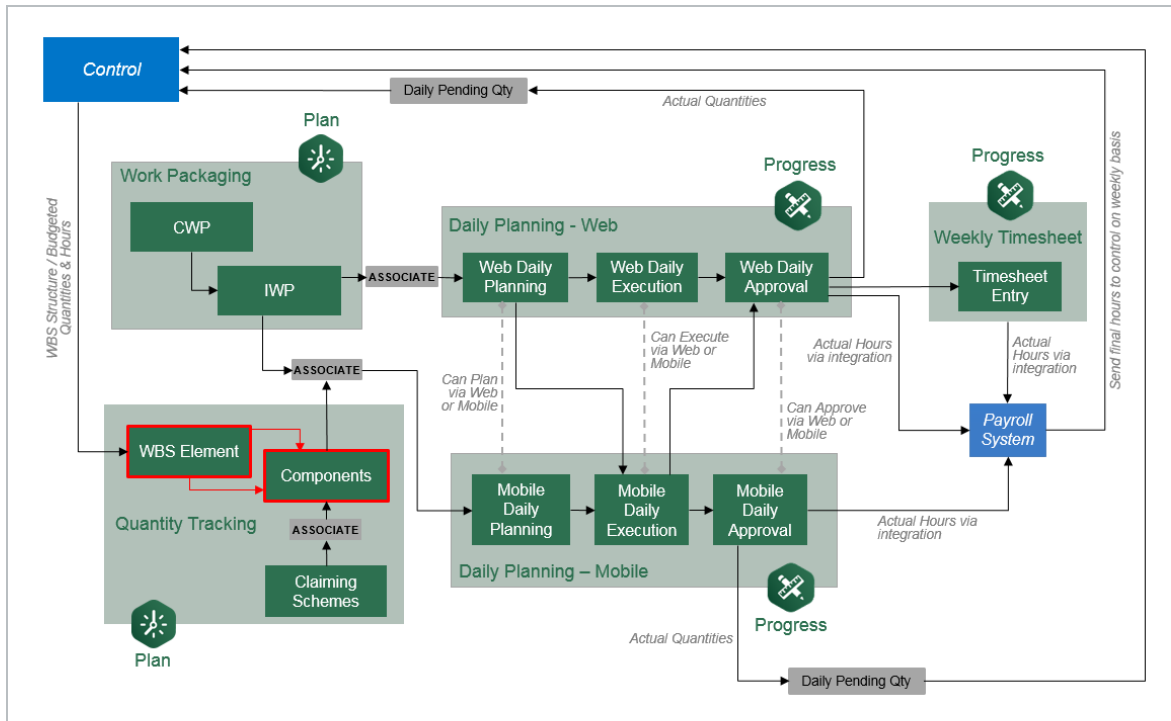 Control
Daily Pending Qty
Actual Quantities
Plan
Work Packaging
CWP
IWP
ASSOCIATE
WBS Structure / Budgeted
Quantities & Hours
Progress
Daily Planning - Web
Web Daily
Planning
Web Daily
Execution
Web Daily
Approval
Progress
Weekly Timesheet
Timesheet
Entry
Send final hours to control on weekly basis
ASSOCIATE
Can Plan
via Web
or Mobile
Can Execute
via Web or
Mobile
Can Approve
via Web or
Mobile
Actual Hours
via integration
Actual
Hours via
integration
Payroll
System
WBS Element
Components
Quantity Tracking
ASSOCIATE
Claiming
Schemes
Plan
Mobile
Daily
Planning
Mobile
Daily
Execution
Mobile
Daily
Approval
Actual Hours via
integration
Daily Planning – Mobile
Progress
Actual Quantities
Daily Pending Qty